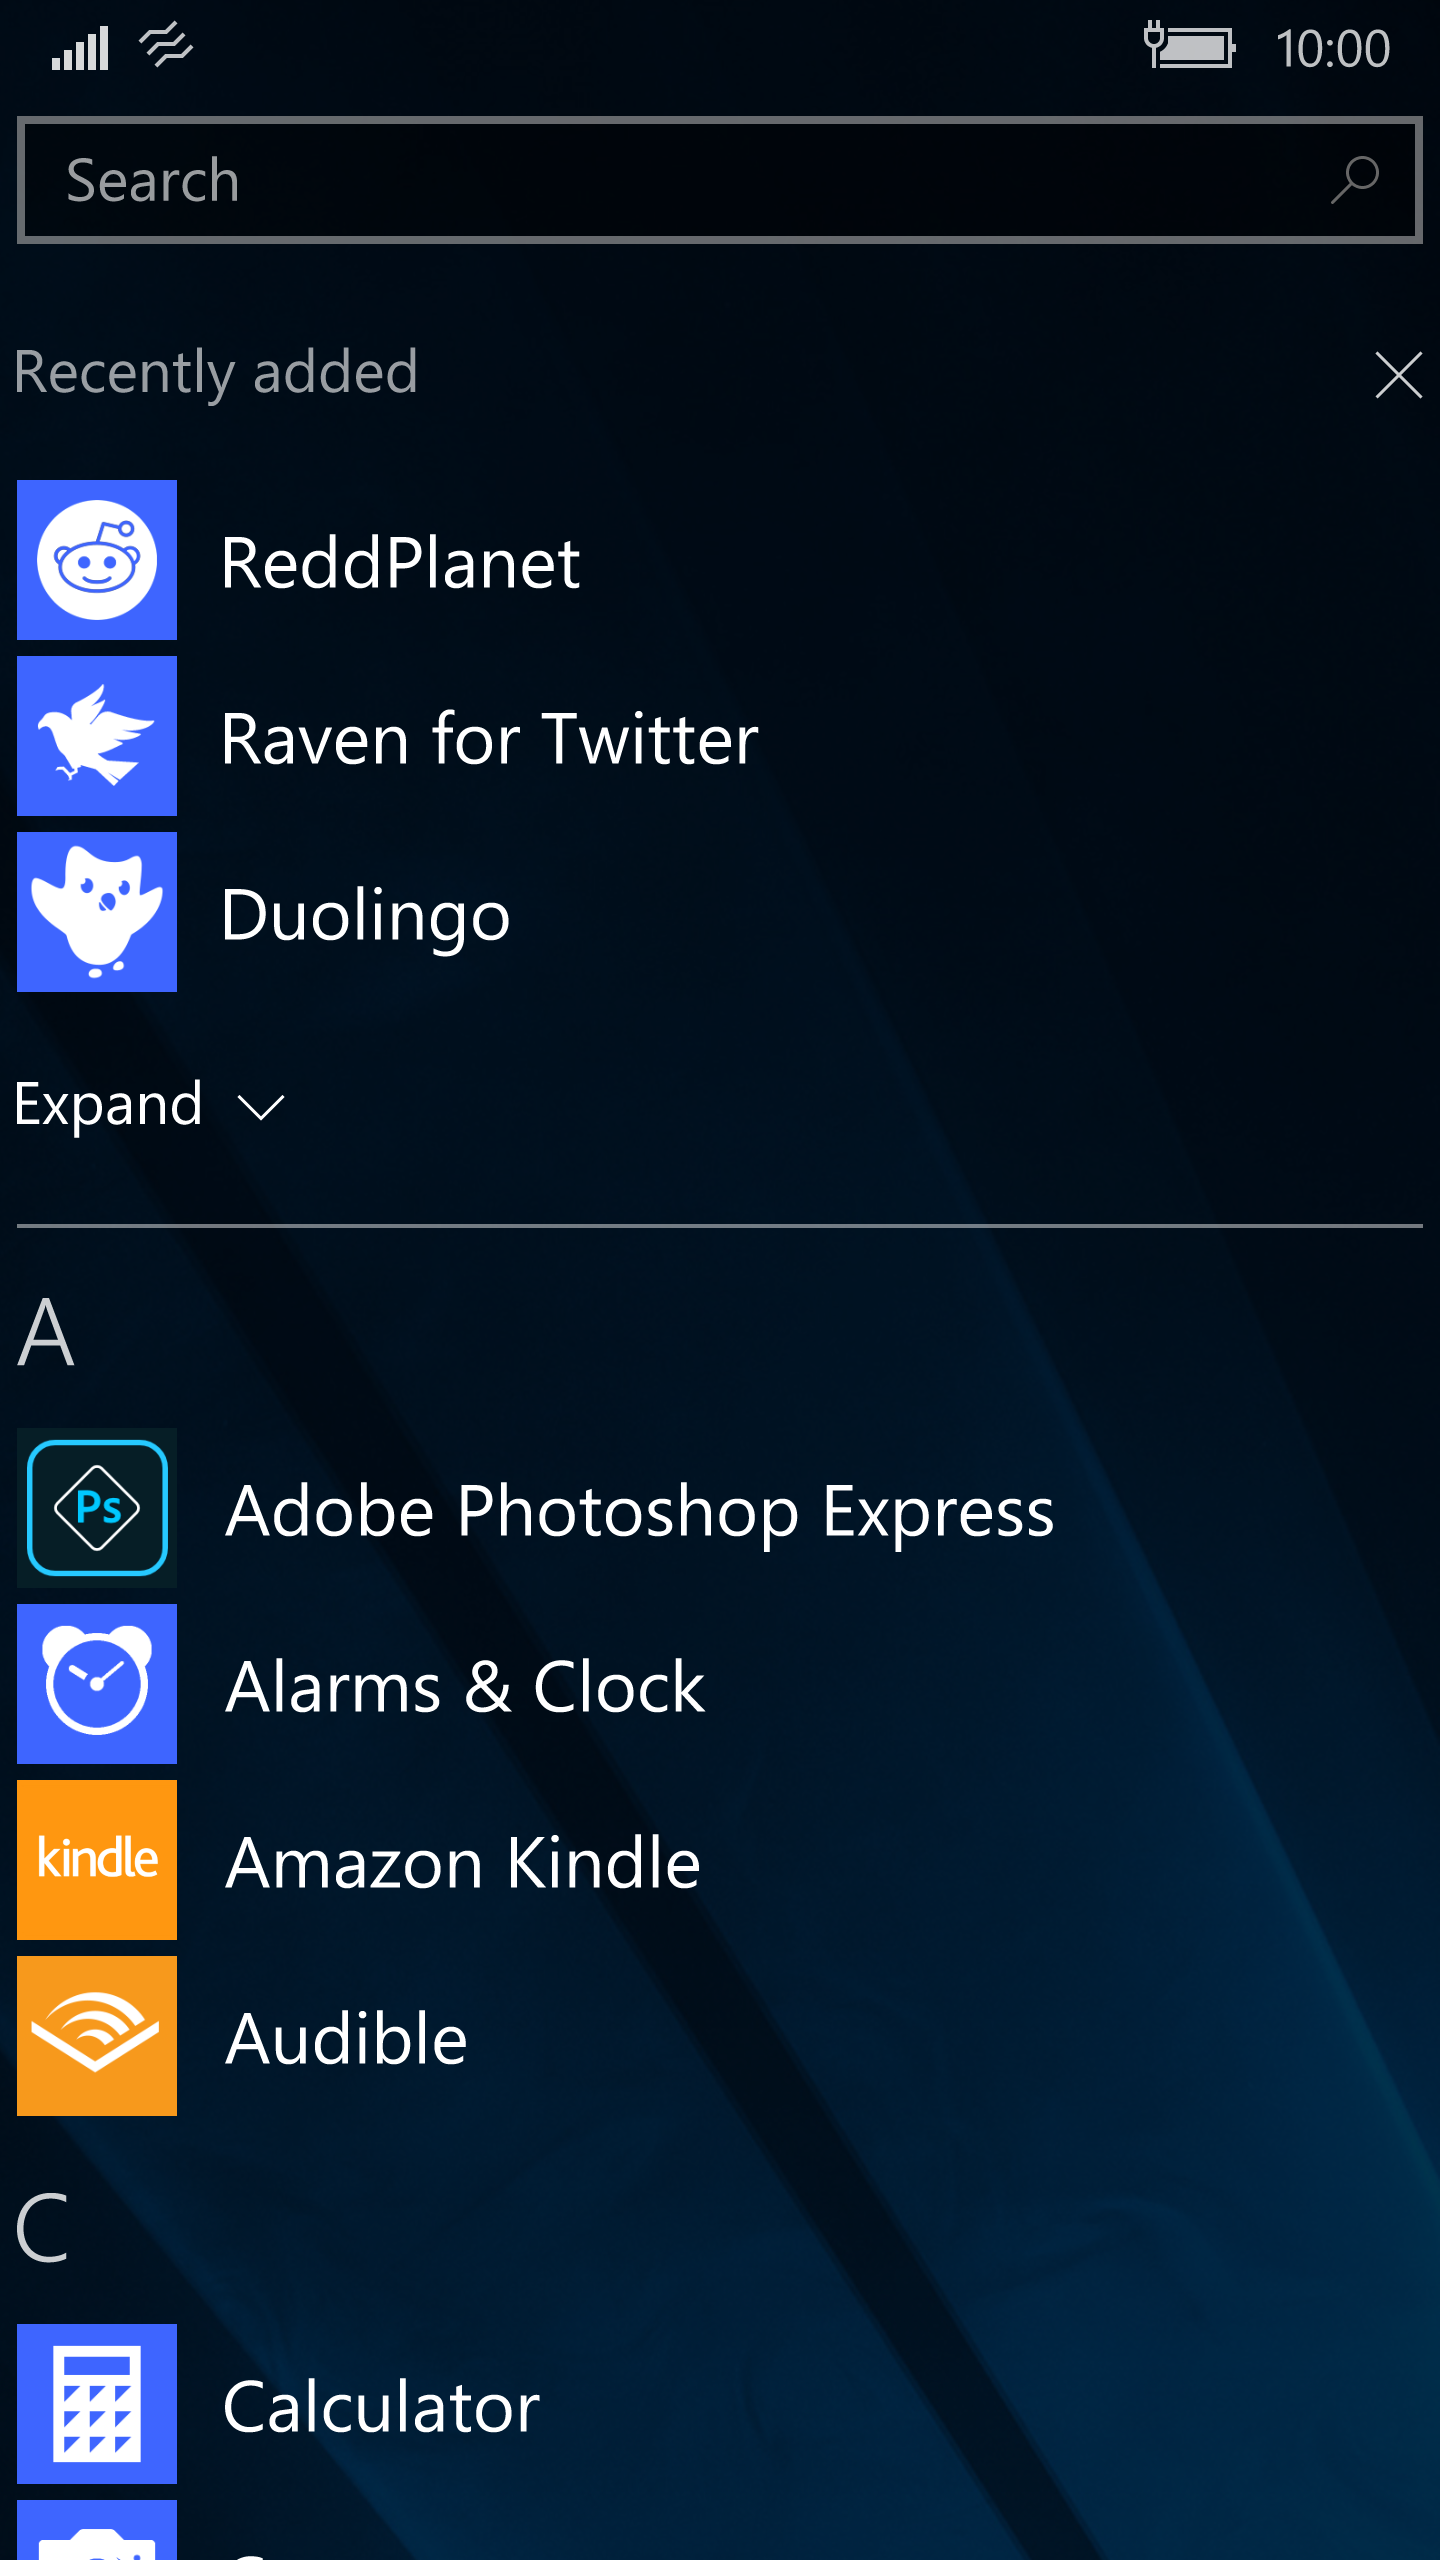 10:00
Search
Recently added
ReddPlanet
Raven for Twitter
Duolingo
Expand
A
Ps
Adobe Photoshop Express
Alarms & Clock
kindle
Amazon Kindle
Audible
C
Calculator